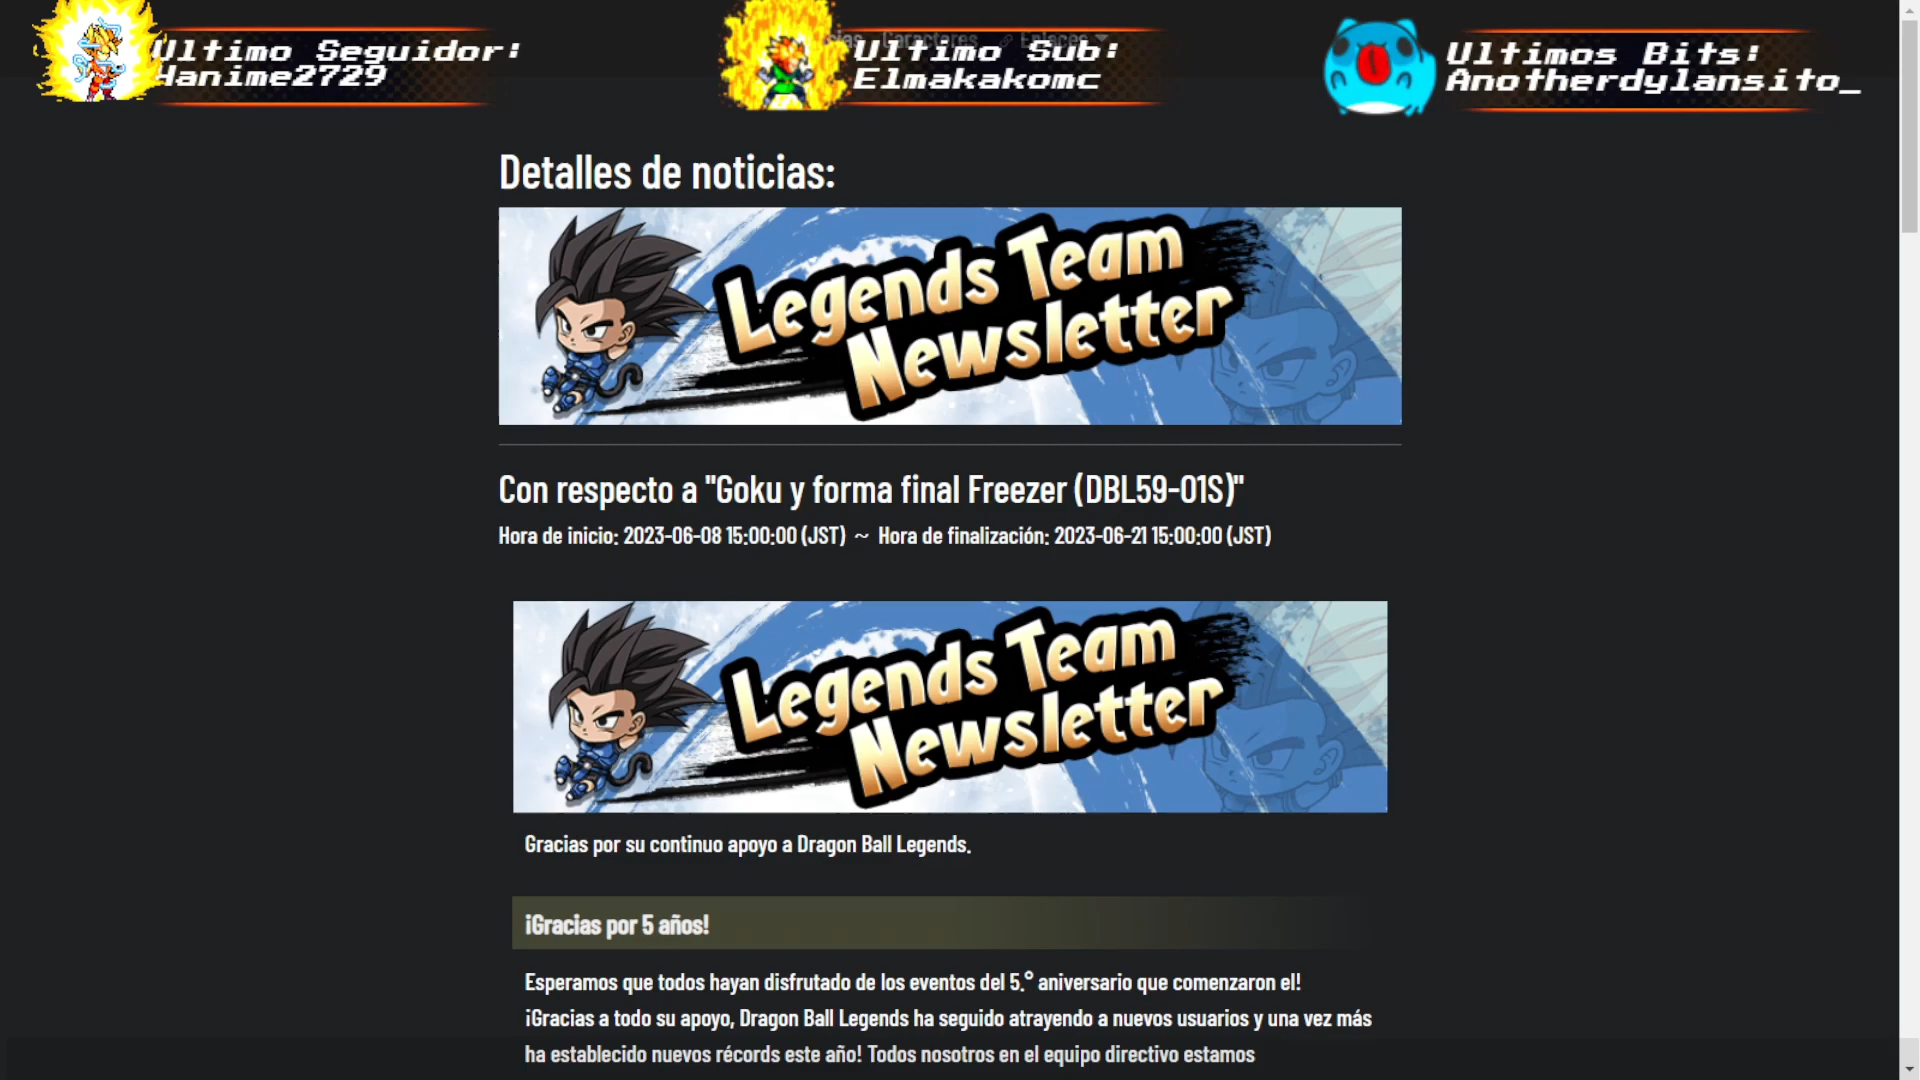 Ultimo Seguidor:
Hanime2729
Caracteres
Enlaces
Ultimo Sub:
Elmakakomc
Ultimos Bits:
Anotherdylansito_
Detalles de noticias:
Legends Team
Newsletter
Con respecto a "Goku y forma final Freezer (DBL59-01S)"
Hora de inicio: 2023-06-08 15:00:00 (JST) ~ Hora de finalización: 2023-06-21 15:00:00 (JST)
Legends Team
Newsletter
Gracias por su continuo apoyo a Dragon Ball Legends.
¡Gracias por 5 años!
Esperamos que todos hayan disfrutado de los eventos del 5.° aniversario que comenzaron el!
¡Gracias a todo su apoyo, Dragon Ball Legends ha seguido atrayendo a nuevos usuarios y una vez más
ha establecido nuevos récords este año! Todos nosotros en el equipo directivo estamos